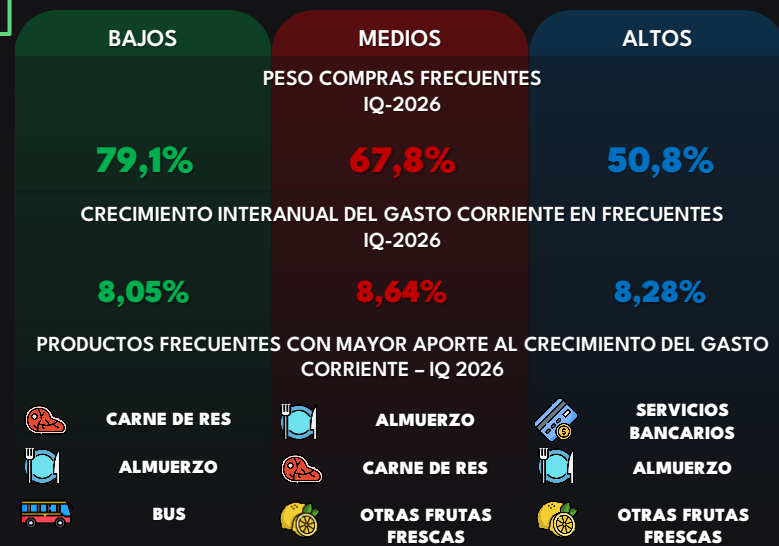 BAJOS
MEDIOS
ALTOS
PESO COMPRAS FRECUENTES
IQ-2026
79,1%
67,8%
50,8%
CRECIMIENTO INTERANUAL DEL GASTO CORRIENTE EN FRECUENTES
IQ-2026
8,05%
8,64%
8,28%
PRODUCTOS FRECUENTES CON MAYOR APORTE AL CRECIMIENTO DEL GASTO
CORRIENTE – IQ 2026
CARNE DE RES
ALMUERZO
BUS
ALMUERZO
CARNE DE RES
OTRAS FRUTAS
FRESCAS
SERVICIOS
BANCARIOS
ALMUERZO
OTRAS FRUTAS
FRESCAS